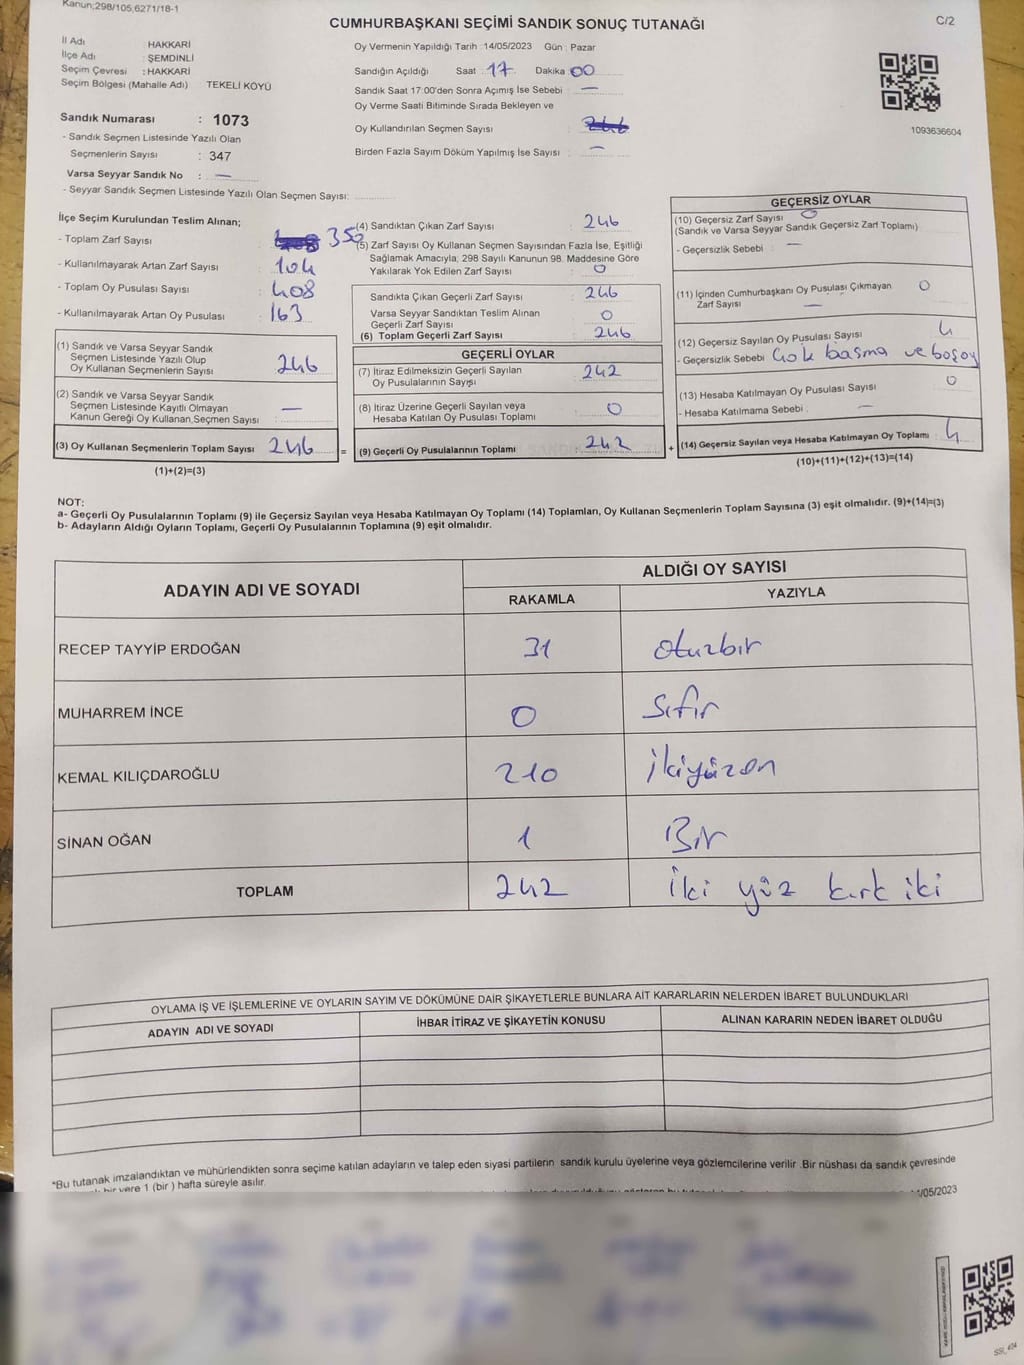 Kanun;298/105,6271/18-1
CUMHURBAŞKANI SEÇİMİ SANDIK SONUÇ TUTANAĞI
C/2
İl Adı : HAKKARİ
İlçe Adı : ŞEMDİNLİ
Seçim Çevresi : HAKKARİ
Seçim Bölgesi (Mahalle Adı) TEKELİ KÖYÜ
Oy Vermenin Yapıldığı Tarih :14/05/2023 Gün : Pazar
Sandığın Açıldığı Saat :17 Dakika 00
Sandık Saat 17:00'den Sonra Açımış İse Sebebi : —
Oy Verme Saati Bitiminde Sırada Bekleyen ve
Oy Kullandırılan Seçmen Sayısı : 246
Birden Fazla Sayım Döküm Yapılmış İse Sayısı : —
1093636604
Sandık Numarası : 1073
- Sandık Seçmen Listesinde Yazılı Olan
Seçmenlerin Sayısı : 347
Varsa Seyyar Sandık No : —
- Seyyar Sandık Seçmen Listesinde Yazılı Olan Seçmen Sayısı:
İlçe Seçim Kurulundan Teslim Alınan;
- Toplam Zarf Sayısı : 350
- Kullanılmayarak Artan Zarf Sayısı : 104
- Toplam Oy Pusulası Sayısı : 408
- Kullanılmayarak Artan Oy Pusulası : 163
(1) Sandık ve Varsa Seyyar Sandık
Seçmen Listesinde Yazılı Olup
Oy Kullanan Seçmenlerin Sayısı : 246
(2) Sandık ve Varsa Seyyar Sandık
Seçmen Listesinde Kayıtlı Olmayan
Kanun Gereği Oy Kullanan Seçmen Sayısı : —
(3) Oy Kullanan Seçmenlerin Toplam Sayısı 246 =
(1)+(2)=(3)
(4) Sandıktan Çıkan Zarf Sayısı : 246
(5) Zarf Sayısı Oy Kullanan Seçmen Sayısından Fazla İse, Eşitliği
Sağlamak Amacıyla; 298 Sayılı Kanunun 98. Maddesine Göre
Yakılarak Yok Edilen Zarf Sayısı : 0
Sandıkta Çıkan Geçerli Zarf Sayısı : 246
Varsa Seyyar Sandıktan Teslim Alınan
Geçerli Zarf Sayısı : 0
(6) Toplam Geçerli Zarf Sayısı : 246
GEÇERLİ OYLAR
(7) İtiraz Edilmeksizin Geçerli Sayılan
Oy Pusulalarının Sayışı : 242
(8) İtiraz Üzerine Geçerli Sayılan veya
Hesaba Katılan Oy Pusulası Toplamı : 0
(9) Geçerli Oy Pusulalarının Toplamı : 242 +
GEÇERSİZ OYLAR
(10) Geçersiz Zarf Sayısı 0
(Sandık ve Varsa Seyyar Sandık Geçersiz Zarf Toplamı)
- Geçersizlik Sebebi : —
(11) İçinden Cumhurbaşkanı Oy Pusulası Çıkmayan 0
Zarf Sayısı : —
(12) Geçersiz Sayılan Oy Pusulası Sayısı 4
- Geçersizlik Sebebi Çok basma ve boşoy
(13) Hesaba Katılmayan Oy Pusulası Sayısı 0
- Hesaba Katılmama Sebebi : —
(14) Geçersiz Sayılan veya Hesaba Katılmayan Oy Toplamı 4
(10)+(11)+(12)+(13)=(14)
NOT:
a- Geçerli Oy Pusulalarının Toplamı (9) ile Geçersiz Sayılan veya Hesaba Katılmayan Oy Toplamı (14) Toplamları, Oy Kullanan Seçmenlerin Toplam Sayısına (3) eşit olmalıdır. (9)+(14)=(3)
b- Adayların Aldığı Oyların Toplamı, Geçerli Oy Pusulalarının Toplamına (9) eşit olmalıdır.
ADAYIN ADI VE SOYADI
ALDIĞI OY SAYISI
RAKAMLA YAZIYLA
RECEP TAYYİP ERDOĞAN 31 otuzbir
MUHARREM İNCE 0 sıfır
KEMAL KILIÇDAROĞLU 210 ikiyüzon
SİNAN OĞAN 1 Bir
TOPLAM 242 iki yüz kırk iki
OYLAMA İŞ VE İŞLEMLERİNE VE OYLARIN SAYIM VE DÖKÜMÜNE DAİR ŞİKAYETLERLE BUNLARA AİT KARARLARIN NELERDEN İBARET BULUNDUKLARI
ADAYIN ADI VE SOYADI İHBAR İTİRAZ VE ŞİKAYETİN KONUSU ALINAN KARARIN NEDEN İBARET OLDUĞU
*Bu tutanak imzalandıktan ve mühürlendikten sonra seçime katılan adayların ve talep eden siyasi partilerin sandık kurulu üyelerine veya gözlemcilerine verilir .Bir nüshası da sandık çevresinde
bir yere 1 (bir ) hafta süreyle asılır.
/05/2023